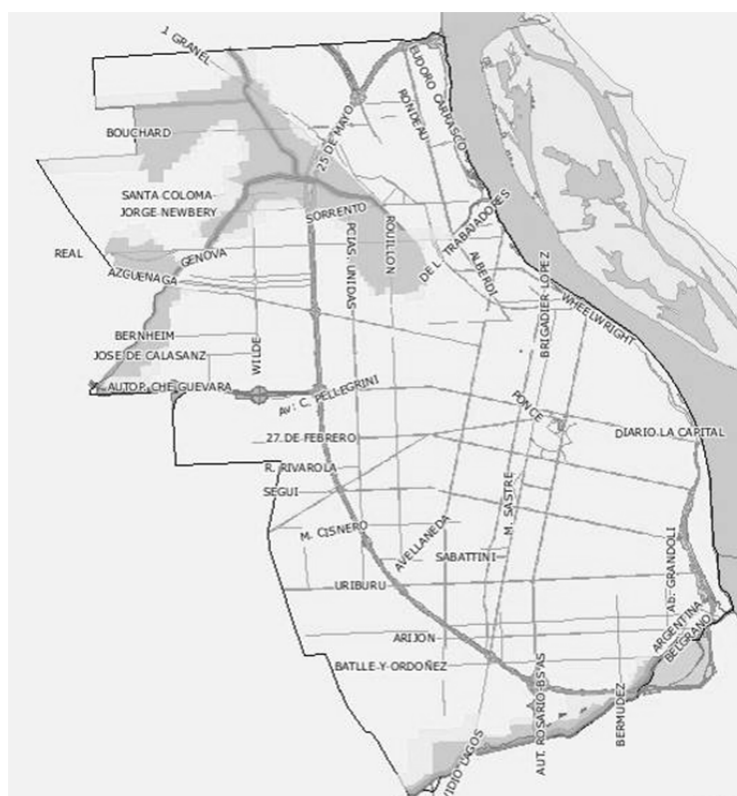 1 GRANEL
EUDORO CARRASCO
RONDEAU
25 DE MAYO
BOUCHARD
SANTA COLOMA
JORGE NEWBERY
SORRENTO
PCIAS. UNIDAS
ROUILLON
DE L. TRABAJADORES
ALBERDI
REAL
GENOVA
AZGUENAGA
BRIGADIER LOPEZ
WHEELWRIGHT
BERNHEIM
JOSE DE CALASANZ
WILDE
AUTOP. CHE GUEVARA
AV: C. PELLEGRINI
PONCE
27 DE FEBRERO
DIARIO LA CAPITAL
R. RIVAROLA
SEGUI
M. SASTRE
M. CISNERO
AVELLANEDA
SABATTINI
URIBURU
Ab. GRANDOLI
ARGENTINA
BELGRANO
ARIJON
BATLLE Y ORDOÑEZ
VIDIO LAGOS
AUT. ROSARIO-BS AS
BERMUDEZ